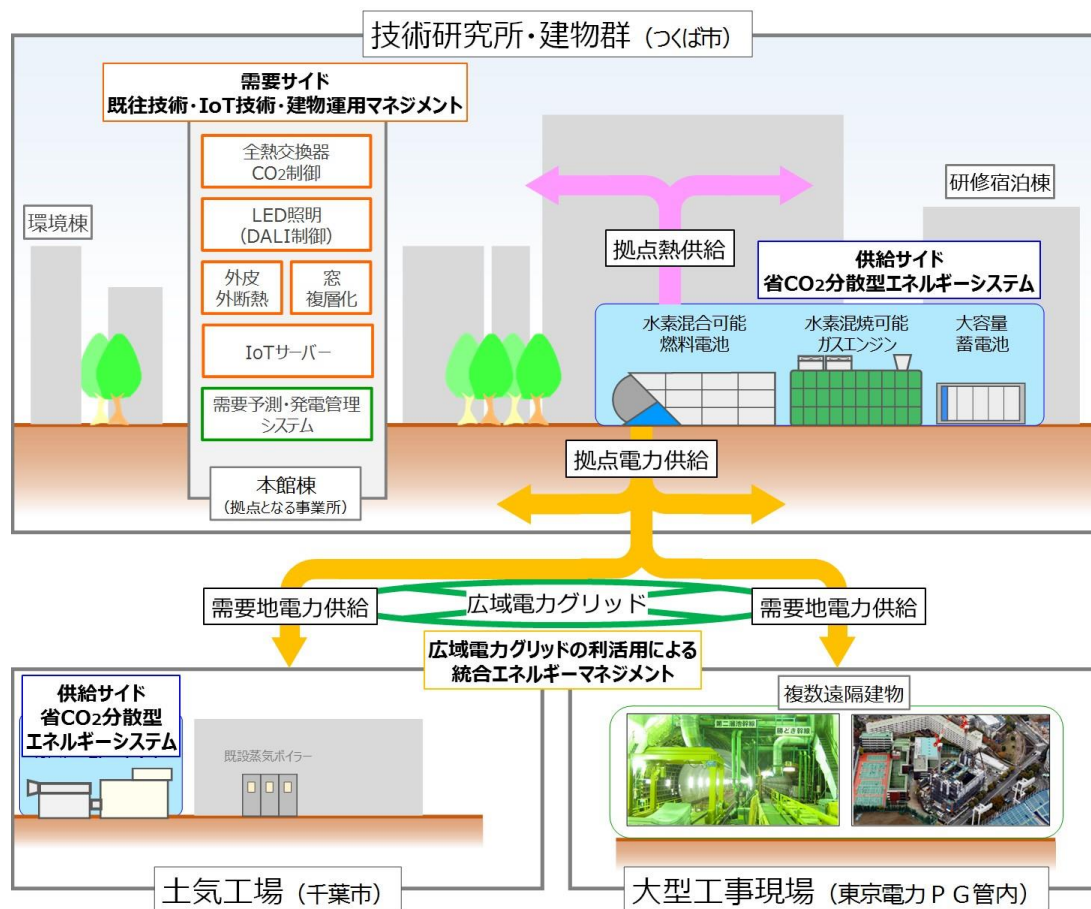 技術研究所・建物群（つくば市）
需要サイド
既往技術・IoT技術・建物運用マネジメント
全熱交換器
CO₂制御
LED照明
（DALI制御）
外皮
外断熱
窓
複層化
IoTサーバー
需要予測・発電管理
システム
本館棟
（拠点となる事業所）
環境棟
研修宿泊棟
拠点熱供給
供給サイド
省CO₂分散型エネルギーシステム
水素混合可能
燃料電池
水素混焼可能
ガスエンジン
大容量
蓄電池
拠点電力供給
需要地電力供給
広域電力グリッド
需要地電力供給
広域電力グリッドの利活用による
統合エネルギーマネジメント
供給サイド
省CO₂分散型
エネルギーシステム
既設蒸気ボイラー
土気工場（千葉市）
複数遠隔建物
大型工事現場（東京電力ＰＧ管内）